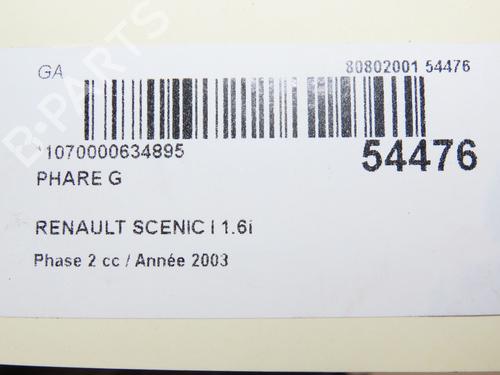 GA 80802001 54476
B-PARTS
'1070000634895 54476
PHARE G
RENAULT SCENIC I 1.6i
Phase 2 cc / Année 2003